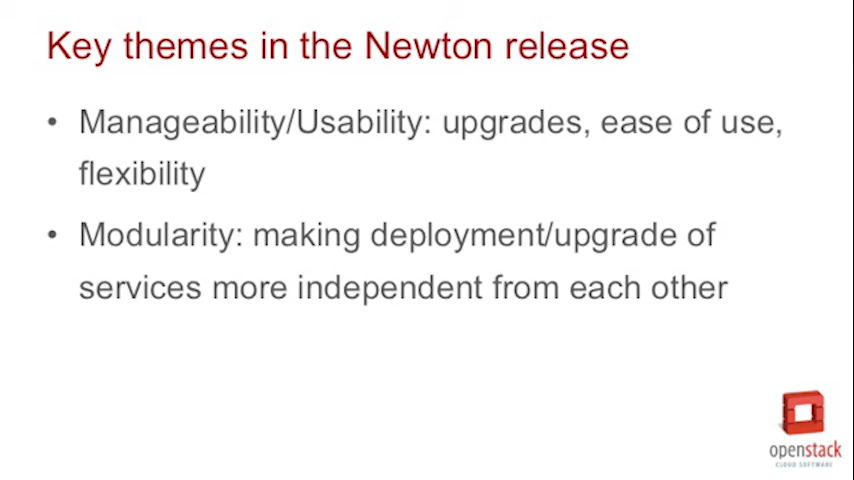 Key themes in the Newton release
• Manageability/Usability: upgrades, ease of use,
flexibility
• Modularity: making deployment/upgrade of
services more independent from each other
openstack
CLOUD SOFTWARE